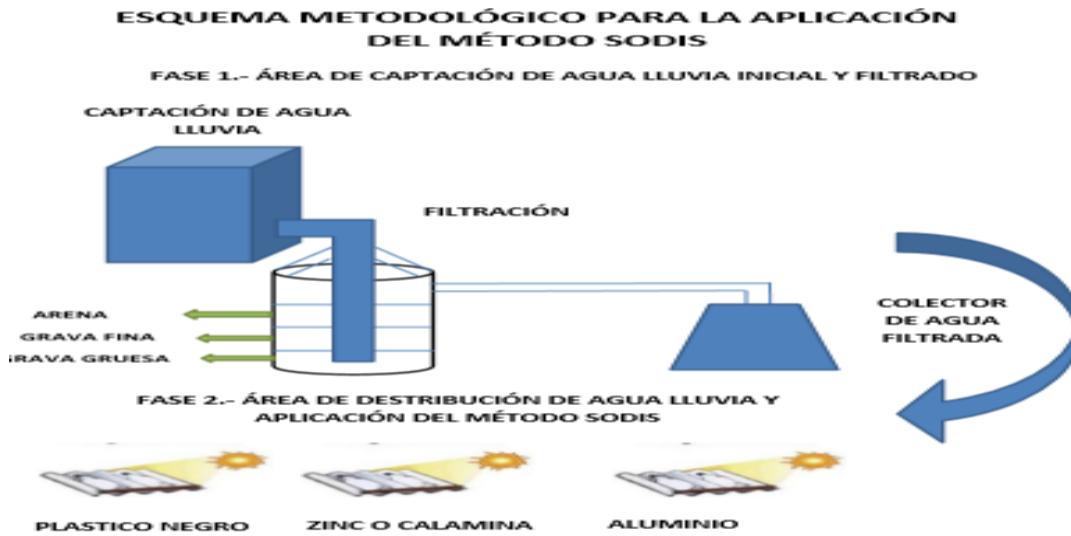 ESQUEMA METODOLÓGICO PARA LA APLICACIÓN
DEL MÉTODO SODIS
FASE 1.- ÁREA DE CAPTACIÓN DE AGUA LLUVIA INICIAL Y FILTRADO
CAPTACIÓN DE AGUA
LLUVIA
FILTRACIÓN
ARENA
GRAVA FINA
RAVA GRUESA
COLECTOR
DE AGUA
FILTRADA
FASE 2.- ÁREA DE DESTRIBUCIÓN DE AGUA LLUVIA Y
APLICACIÓN DEL MÉTODO SODIS
PLASTICO NEGRO
ZINC O CALAMINA
ALUMINIO